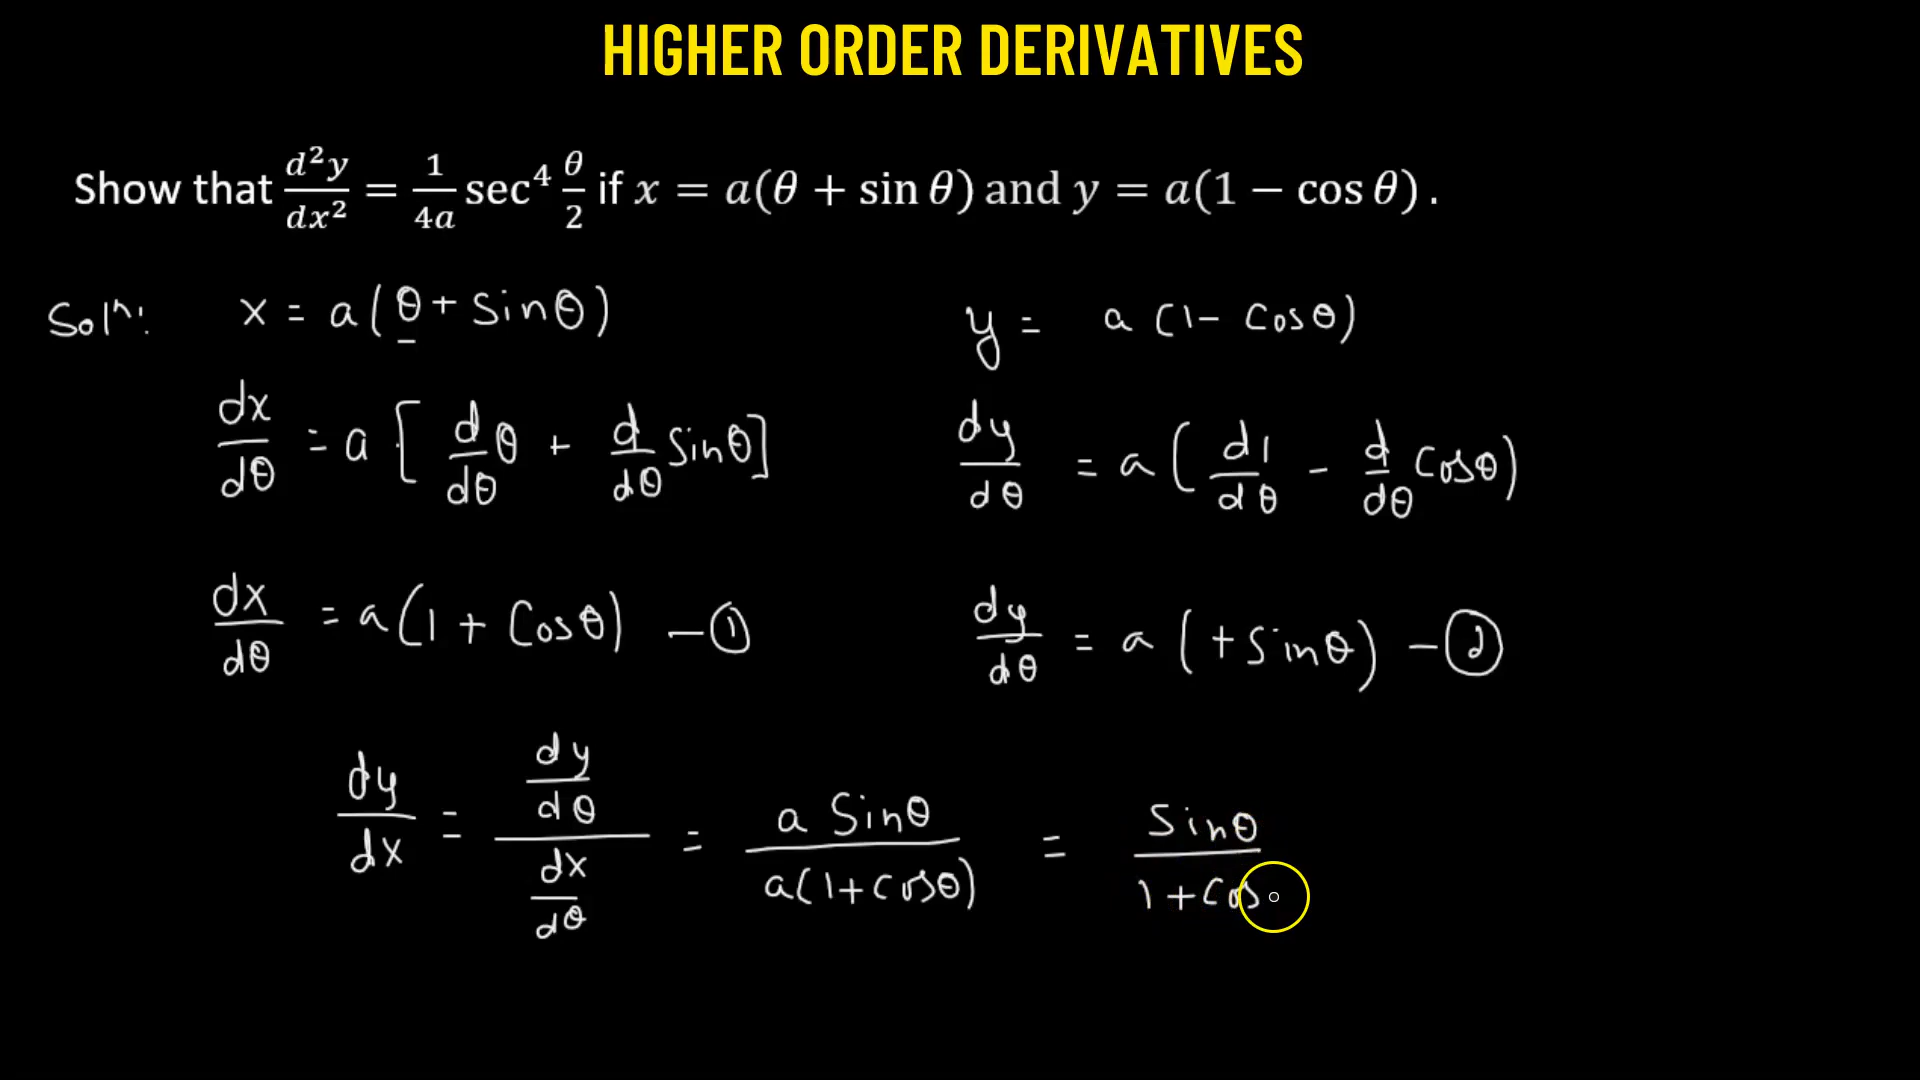 HIGHER ORDER DERIVATIVES
Show that d²y/dx² = 1/4a sec⁴ θ/2 if x = a(θ + sin θ) and y = a(1 − cos θ) .
Solⁿ: x = a(θ + Sinθ)
y = a (1 - Cosθ)
dx/dθ = a [ d/dθ θ + d/dθ Sinθ ]
dy/dθ = a ( d1/dθ - d/dθ Cosθ )
dx/dθ = a(1 + Cosθ) — ①
dy/dθ = a (+Sinθ) — ②
dy/dx = (dy/dθ)/(dx/dθ) = a Sinθ/a(1+Cosθ) = Sinθ/1+Cos